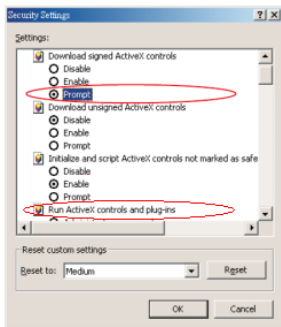 Security Settings
Settings:
Download signed ActiveX controls
Disable
Enable
Prompt
Download unsigned ActiveX controls
Disable
Enable
Prompt
Initialize and script ActiveX controls not marked as safe
Disable
Enable
Prompt
Run ActiveX controls and plug-ins
Reset custom settings
Reset to: Medium Reset
OK Cancel